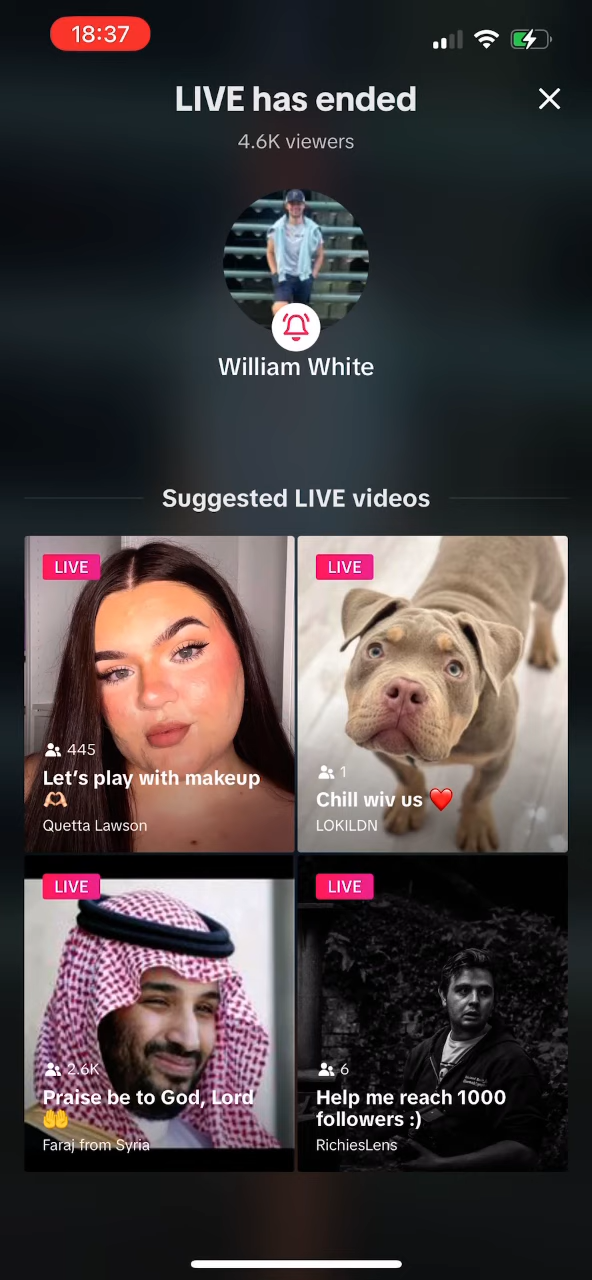 18:37
LIVE has ended
4.6K viewers
William White
Suggested LIVE videos
LIVE
445
Let's play with makeup
🫶🏼
Quetta Lawson
LIVE
1
Chill wiv us ❤️
LOKILDN
LIVE
2.6K
Praise be to God, Lord
🤲
Faraj from Syria
LIVE
6
Help me reach 1000
followers :)
RichiesLens